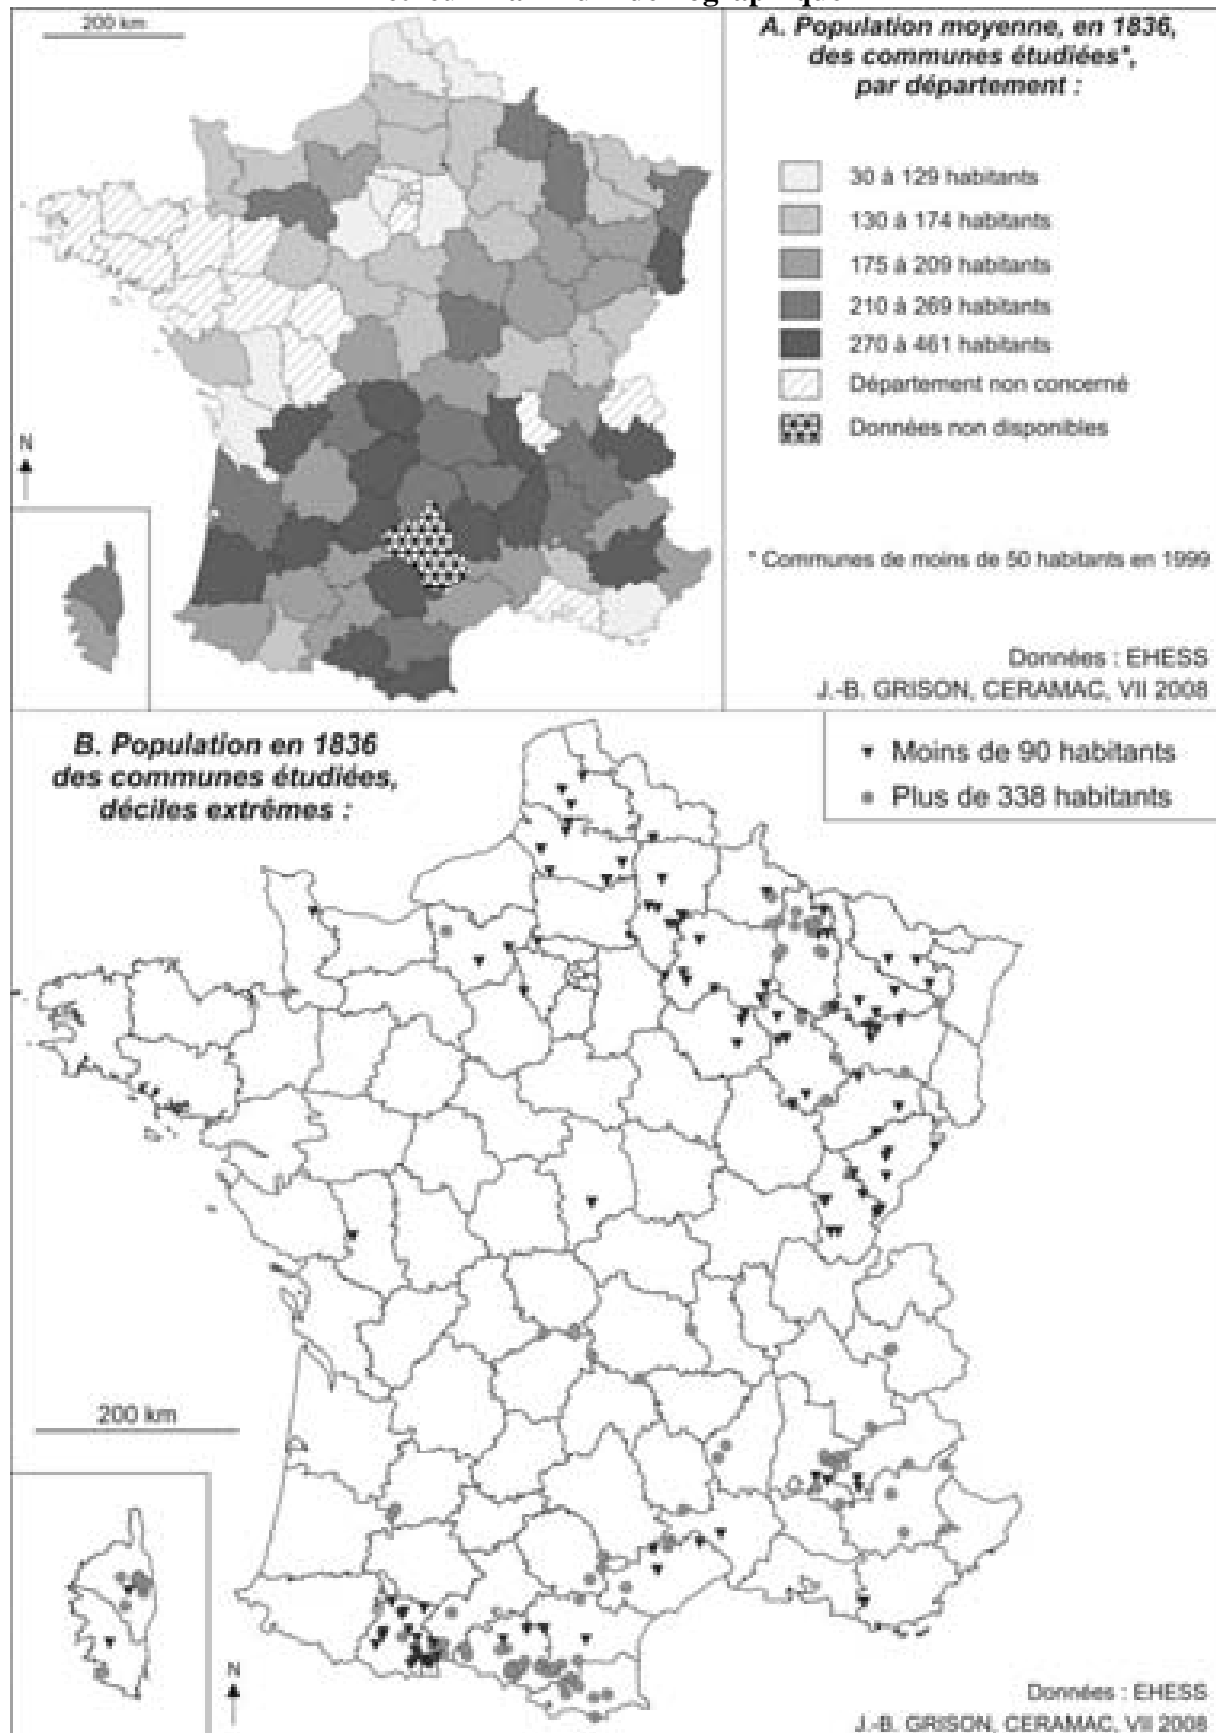 200 km
A. Population moyenne, en 1836,
des communes étudiées*,
par département :
30 à 129 habitants
130 à 174 habitants
175 à 209 habitants
210 à 269 habitants
270 à 461 habitants
Département non concerné
Données non disponibles
N
* Communes de moins de 50 habitants en 1999
Données : EHESS
J.-B. GRISON, CERAMAC, VII 2008
B. Population en 1836
des communes étudiées,
déciles extrêmes :
Moins de 90 habitants
Plus de 338 habitants
200 km
N
Données : EHESS
J.-B. GRISON, CERAMAC, VII 2008